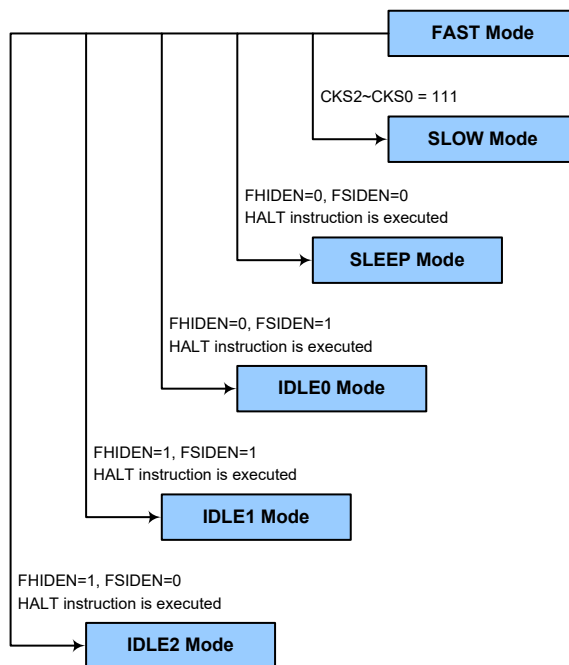 FAST Mode
CKS2~CKS0 = 111
SLOW Mode
FHIDEN=0, FSIDEN=0
HALT instruction is executed
SLEEP Mode
FHIDEN=0, FSIDEN=1
HALT instruction is executed
IDLE0 Mode
FHIDEN=1, FSIDEN=1
HALT instruction is executed
IDLE1 Mode
FHIDEN=1, FSIDEN=0
HALT instruction is executed
IDLE2 Mode